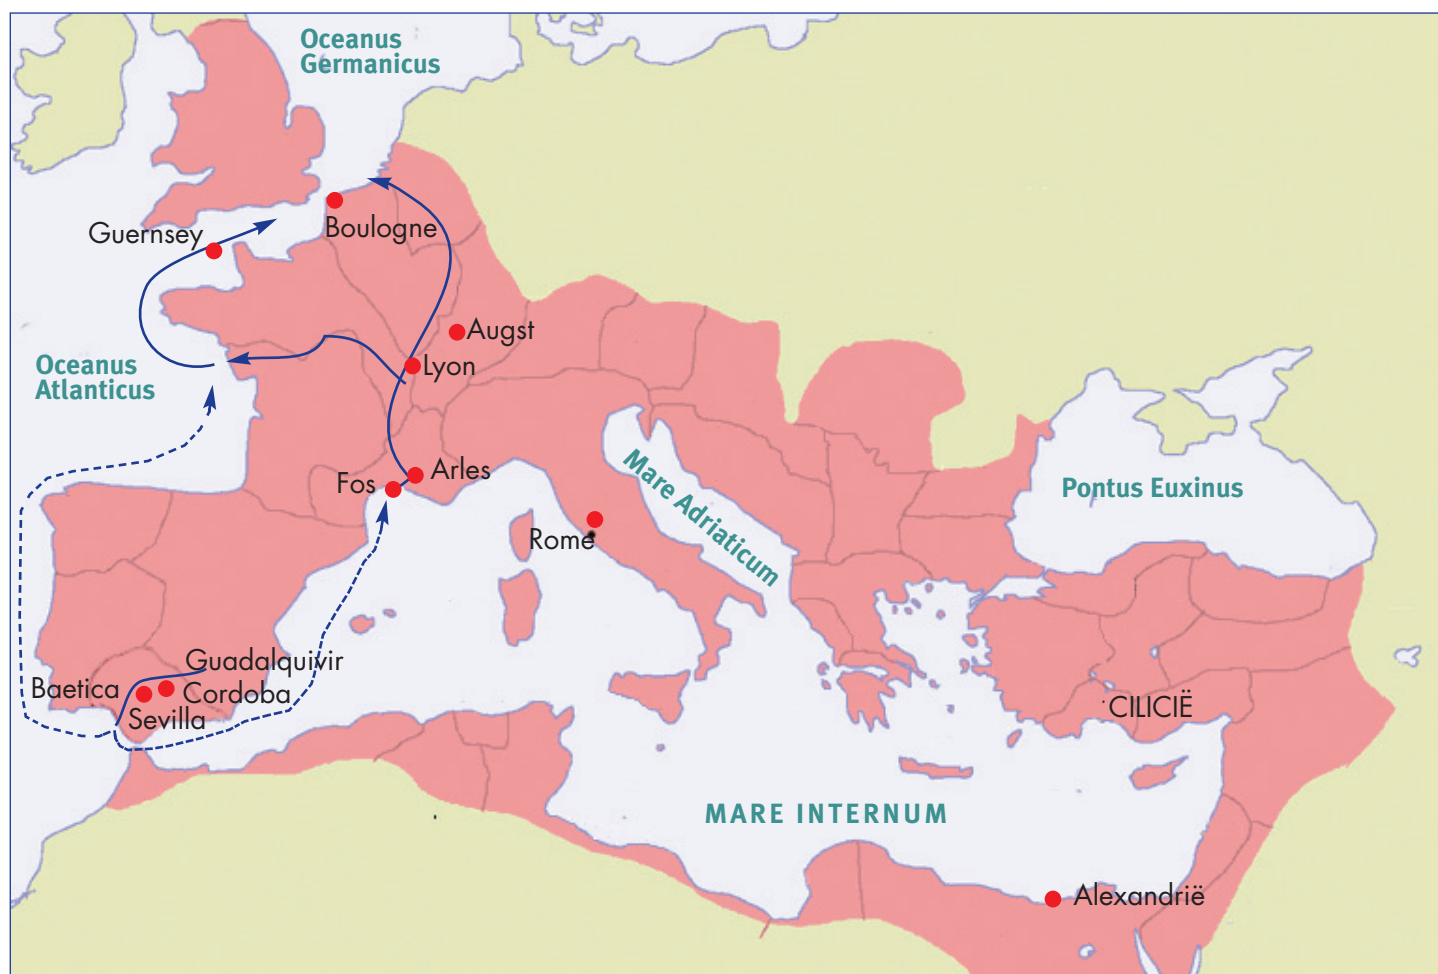 Oceanus
Germanicus
Guernsey
Boulogne
Augst
Lyon
Oceanus
Atlanticus
Arles
Fos
Mare Adriaticum
Pontus Euxinus
Rome
Guadalquivir
Baetica
Cordoba
Sevilla
CILICIË
MARE INTERNUM
Alexandrië